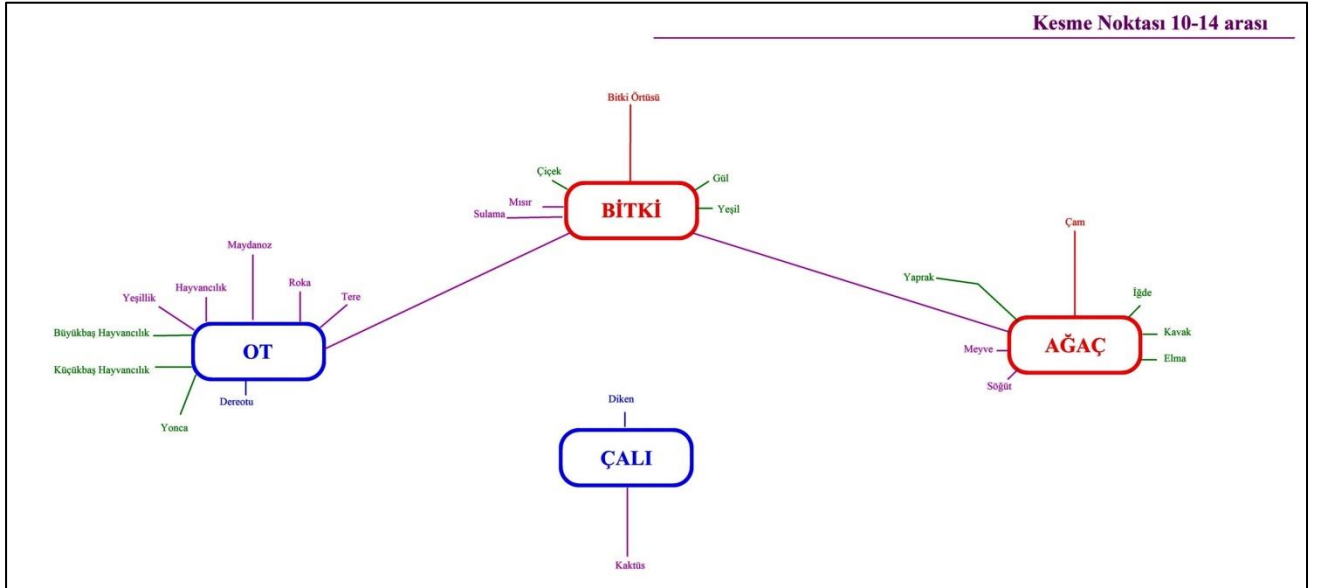 Kesme Noktası 10-14 arası
Bitki Örtüsü
Çiçek
Gül
Mısır
Yeşil
Sulama
BİTKİ
Maydanoz
Hayvancılık
Roka
Yeşillik
Tere
Büyükbaş Hayvancılık
OT
Küçükbaş Hayvancılık
Dereotu
Yonca
Çam
Yaprak
İğde
Kavak
Meyve
AĞAÇ
Elma
Söğüt
Diken
ÇALI
Kaktüs